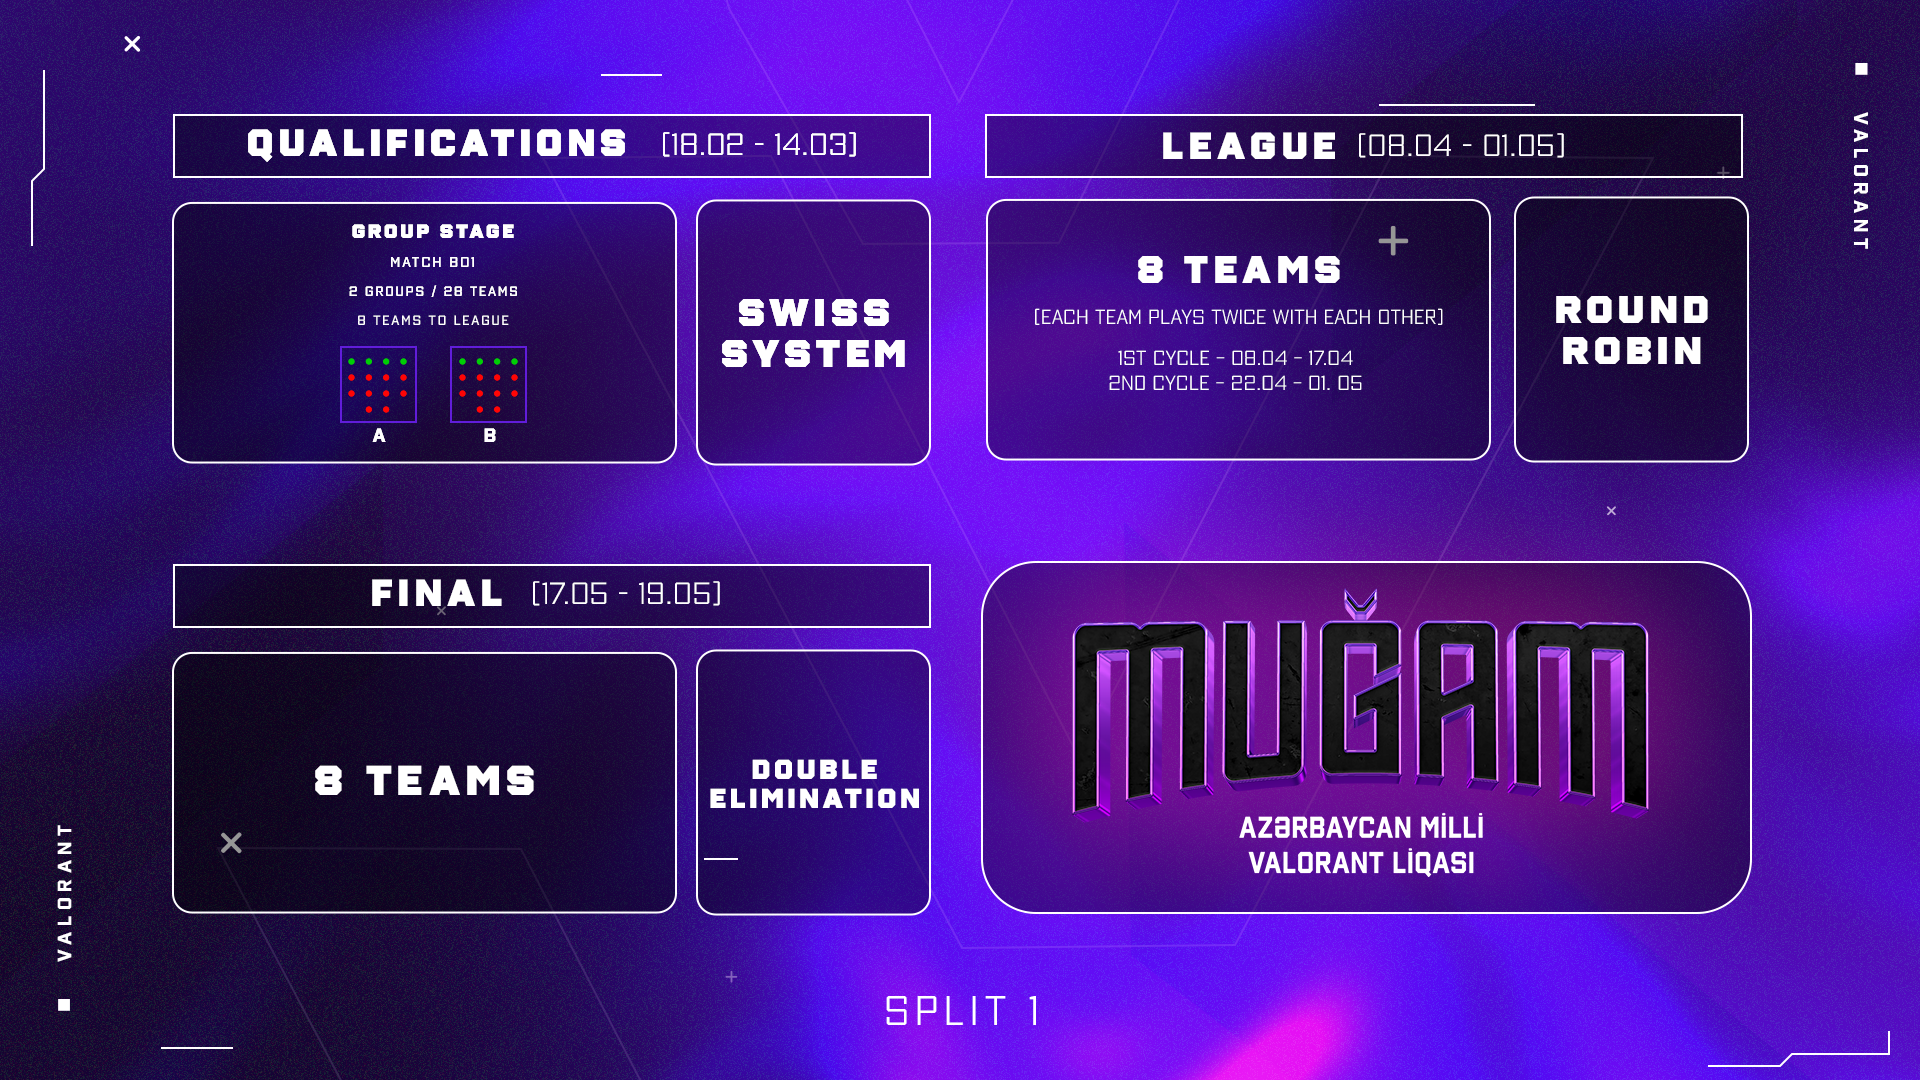 QUALIFICATIONS [18.02 - 14.03]
GROUP STAGE
MATCH BO1
2 GROUPS / 28 TEAMS
8 TEAMS TO LEAGUE
A
B
SWISS
SYSTEM
LEAGUE [08.04 - 01.05]
8 TEAMS
[EACH TEAM PLAYS TWICE WITH EACH OTHER]
1ST CYCLE - 08.04 - 17.04
2ND CYCLE - 22.04 - 01. 05
ROUND
ROBIN
VALORANT
FINAL [17.05 - 19.05]
8 TEAMS
DOUBLE
ELIMINATION
MUĞAM
AZƏRBAYCAN MİLLİ
VALORANT LİQASI
VALORANT
SPLIT 1